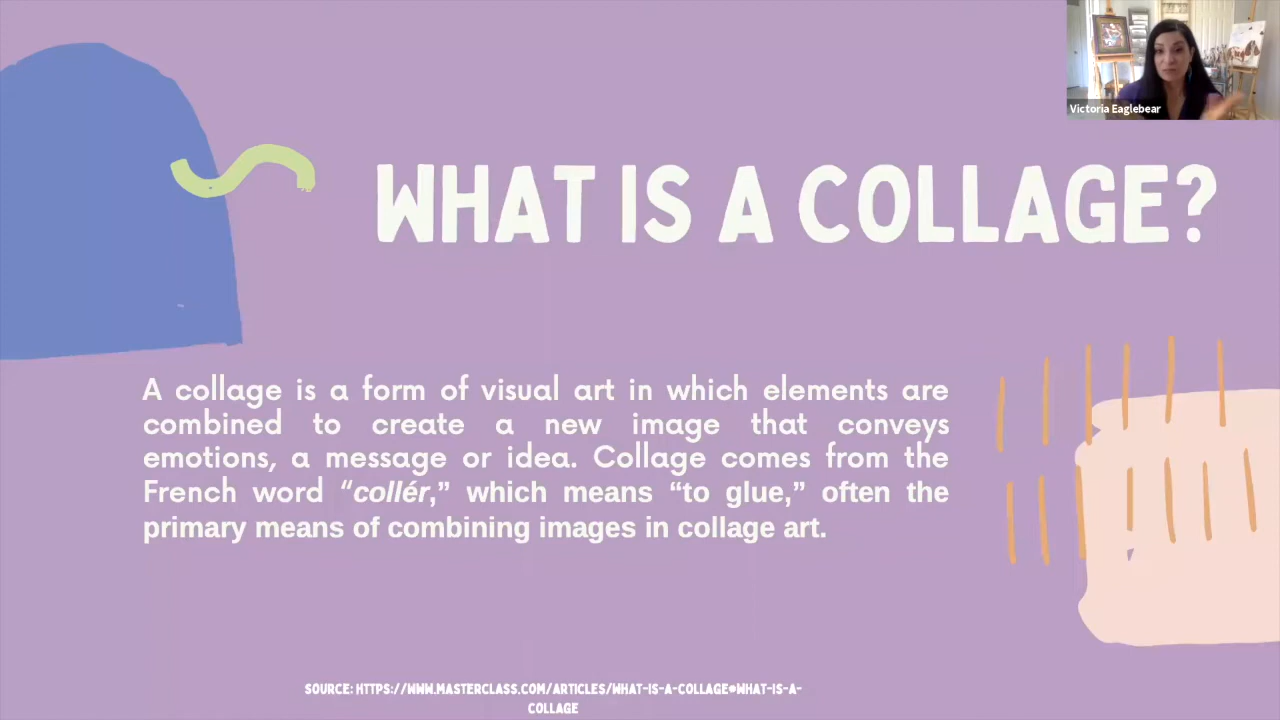 Victoria Eaglebear
WHAT IS A COLLAGE?
A collage is a form of visual art in which elements are
combined to create a new image that conveys
emotions, a message or idea. Collage comes from the
French word “collér,” which means “to glue,” often the
primary means of combining images in collage art.
SOURCE: HTTPS://WWW.MASTERCLASS.COM/ARTICLES/WHAT-IS-A-COLLAGE#WHAT-IS-A-
COLLAGE